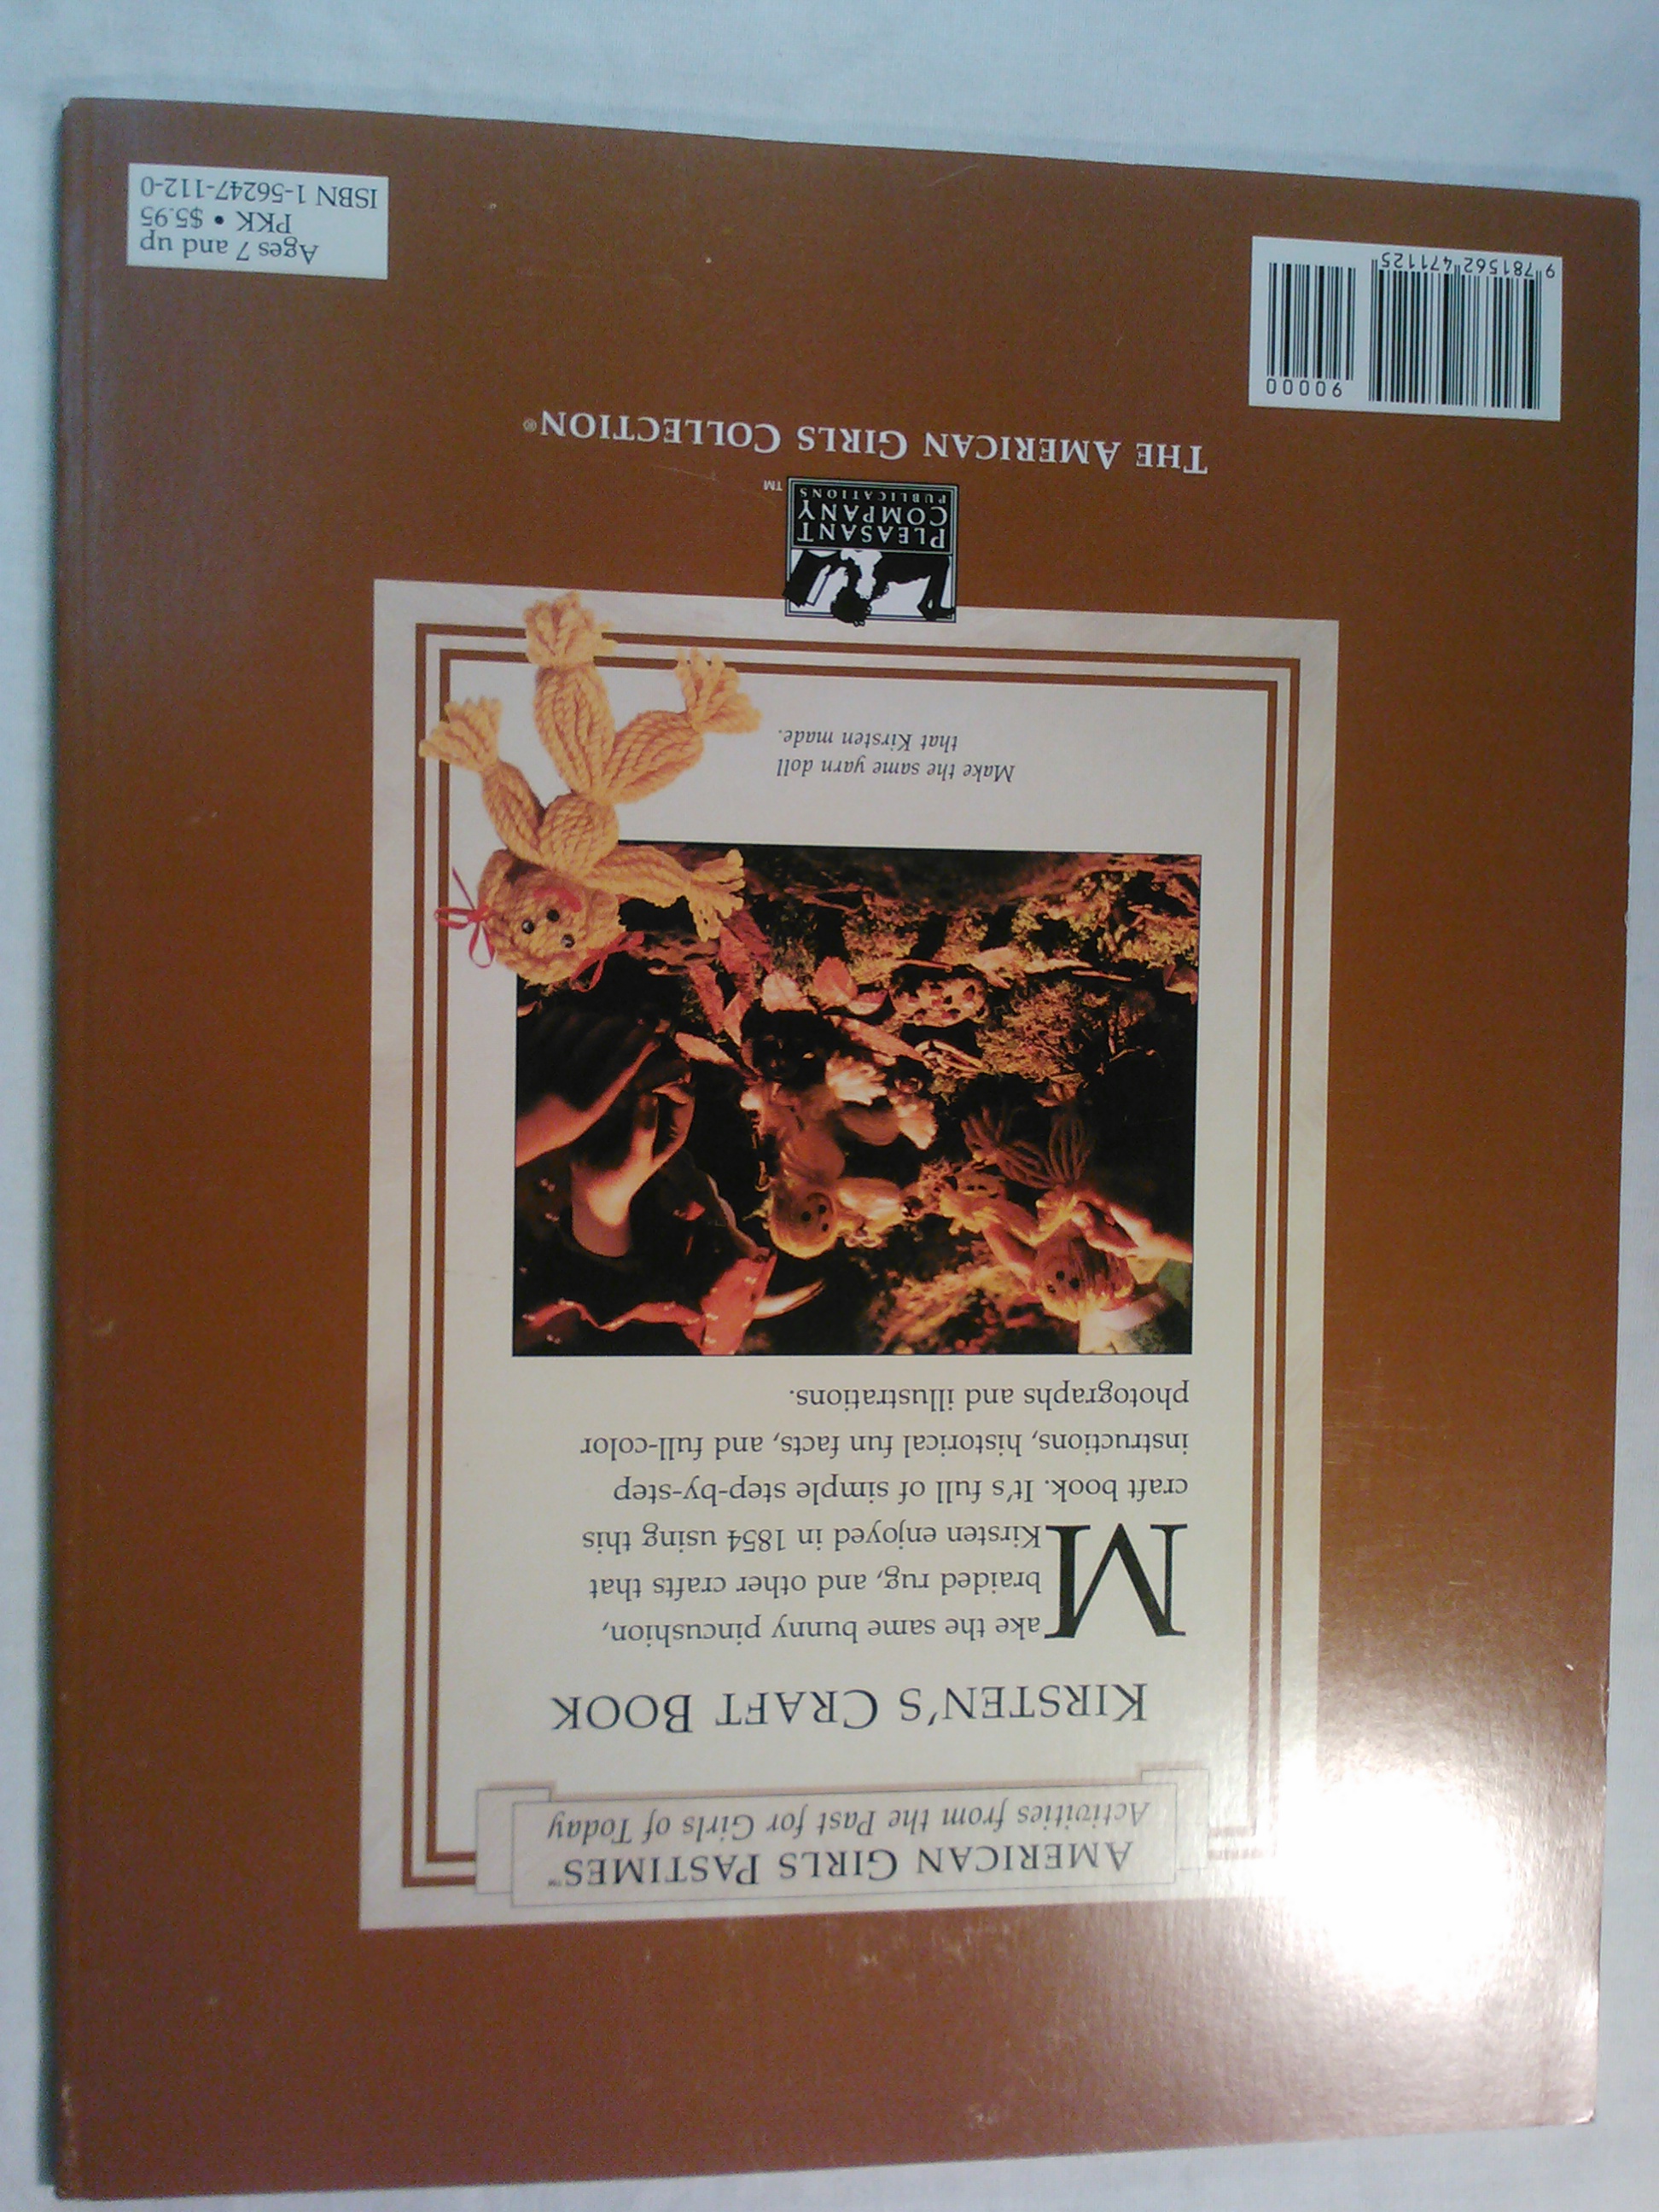 AMERICAN GIRLS PASTIMES™
Activities from the Past for Girls of Today
KIRSTEN'S CRAFT BOOK
Make the same bunny pincushion,
braided rug, and other crafts that
Kirsten enjoyed in 1854 using this
craft book. It's full of simple step-by-step
instructions, historical fun facts, and full-color
photographs and illustrations.
Make the same yarn doll
that Kirsten made.
PLEASANT
COMPANY
PUBLICATIONS
™
THE AMERICAN GIRLS COLLECTION®
90000
9 781562 471125
Ages 7 and up
PKK • $5.95
ISBN 1-56247-112-0